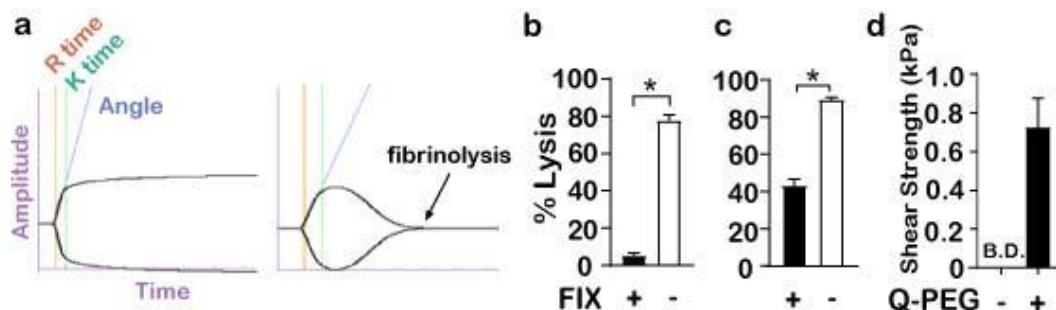 a
R time
K time
Angle
Amplitude
Time
fibrinolysis
b
% Lysis
100
80
60
40
20
0
FIX + -
*
c
100
80
60
40
20
0
+ -
*
d
Shear Strength (kPa)
1.0
0.8
0.6
0.4
0.2
0
B.D.
Q-PEG - +